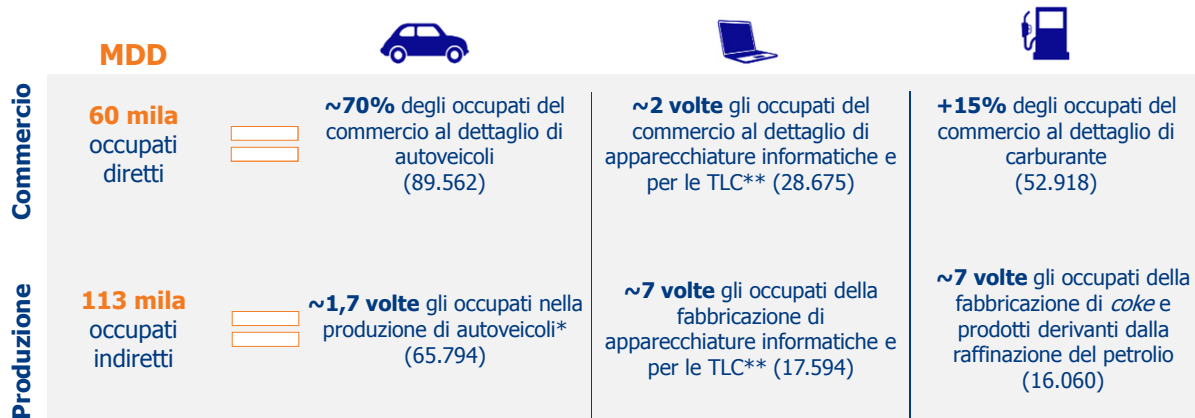 MDD
Commercio
60 mila
occupati
diretti
~70% degli occupati del
commercio al dettaglio di
autoveicoli
(89.562)
~2 volte gli occupati del
commercio al dettaglio di
apparecchiature informatiche e
per le TLC** (28.675)
+15% degli occupati del
commercio al dettaglio di
carburante
(52.918)
Produzione
113 mila
occupati
indiretti
~1,7 volte gli occupati nella
produzione di autoveicoli*
(65.794)
~7 volte gli occupati della
fabbricazione di
apparecchiature informatiche e
per le TLC** (17.594)
~7 volte gli occupati della
fabbricazione di coke e
prodotti derivanti dalla
raffinazione del petrolio
(16.060)